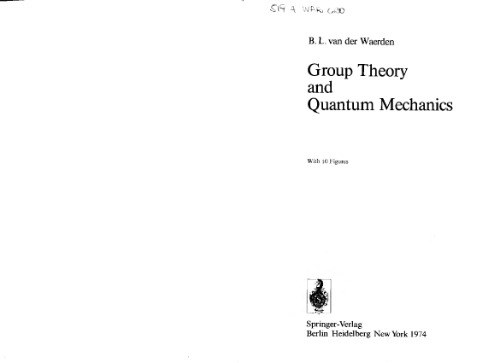 B. L. van der Waerden
Group Theory
and
Quantum Mechanics
With 10 Figures
Springer-Verlag
Berlin Heidelberg New York 1974